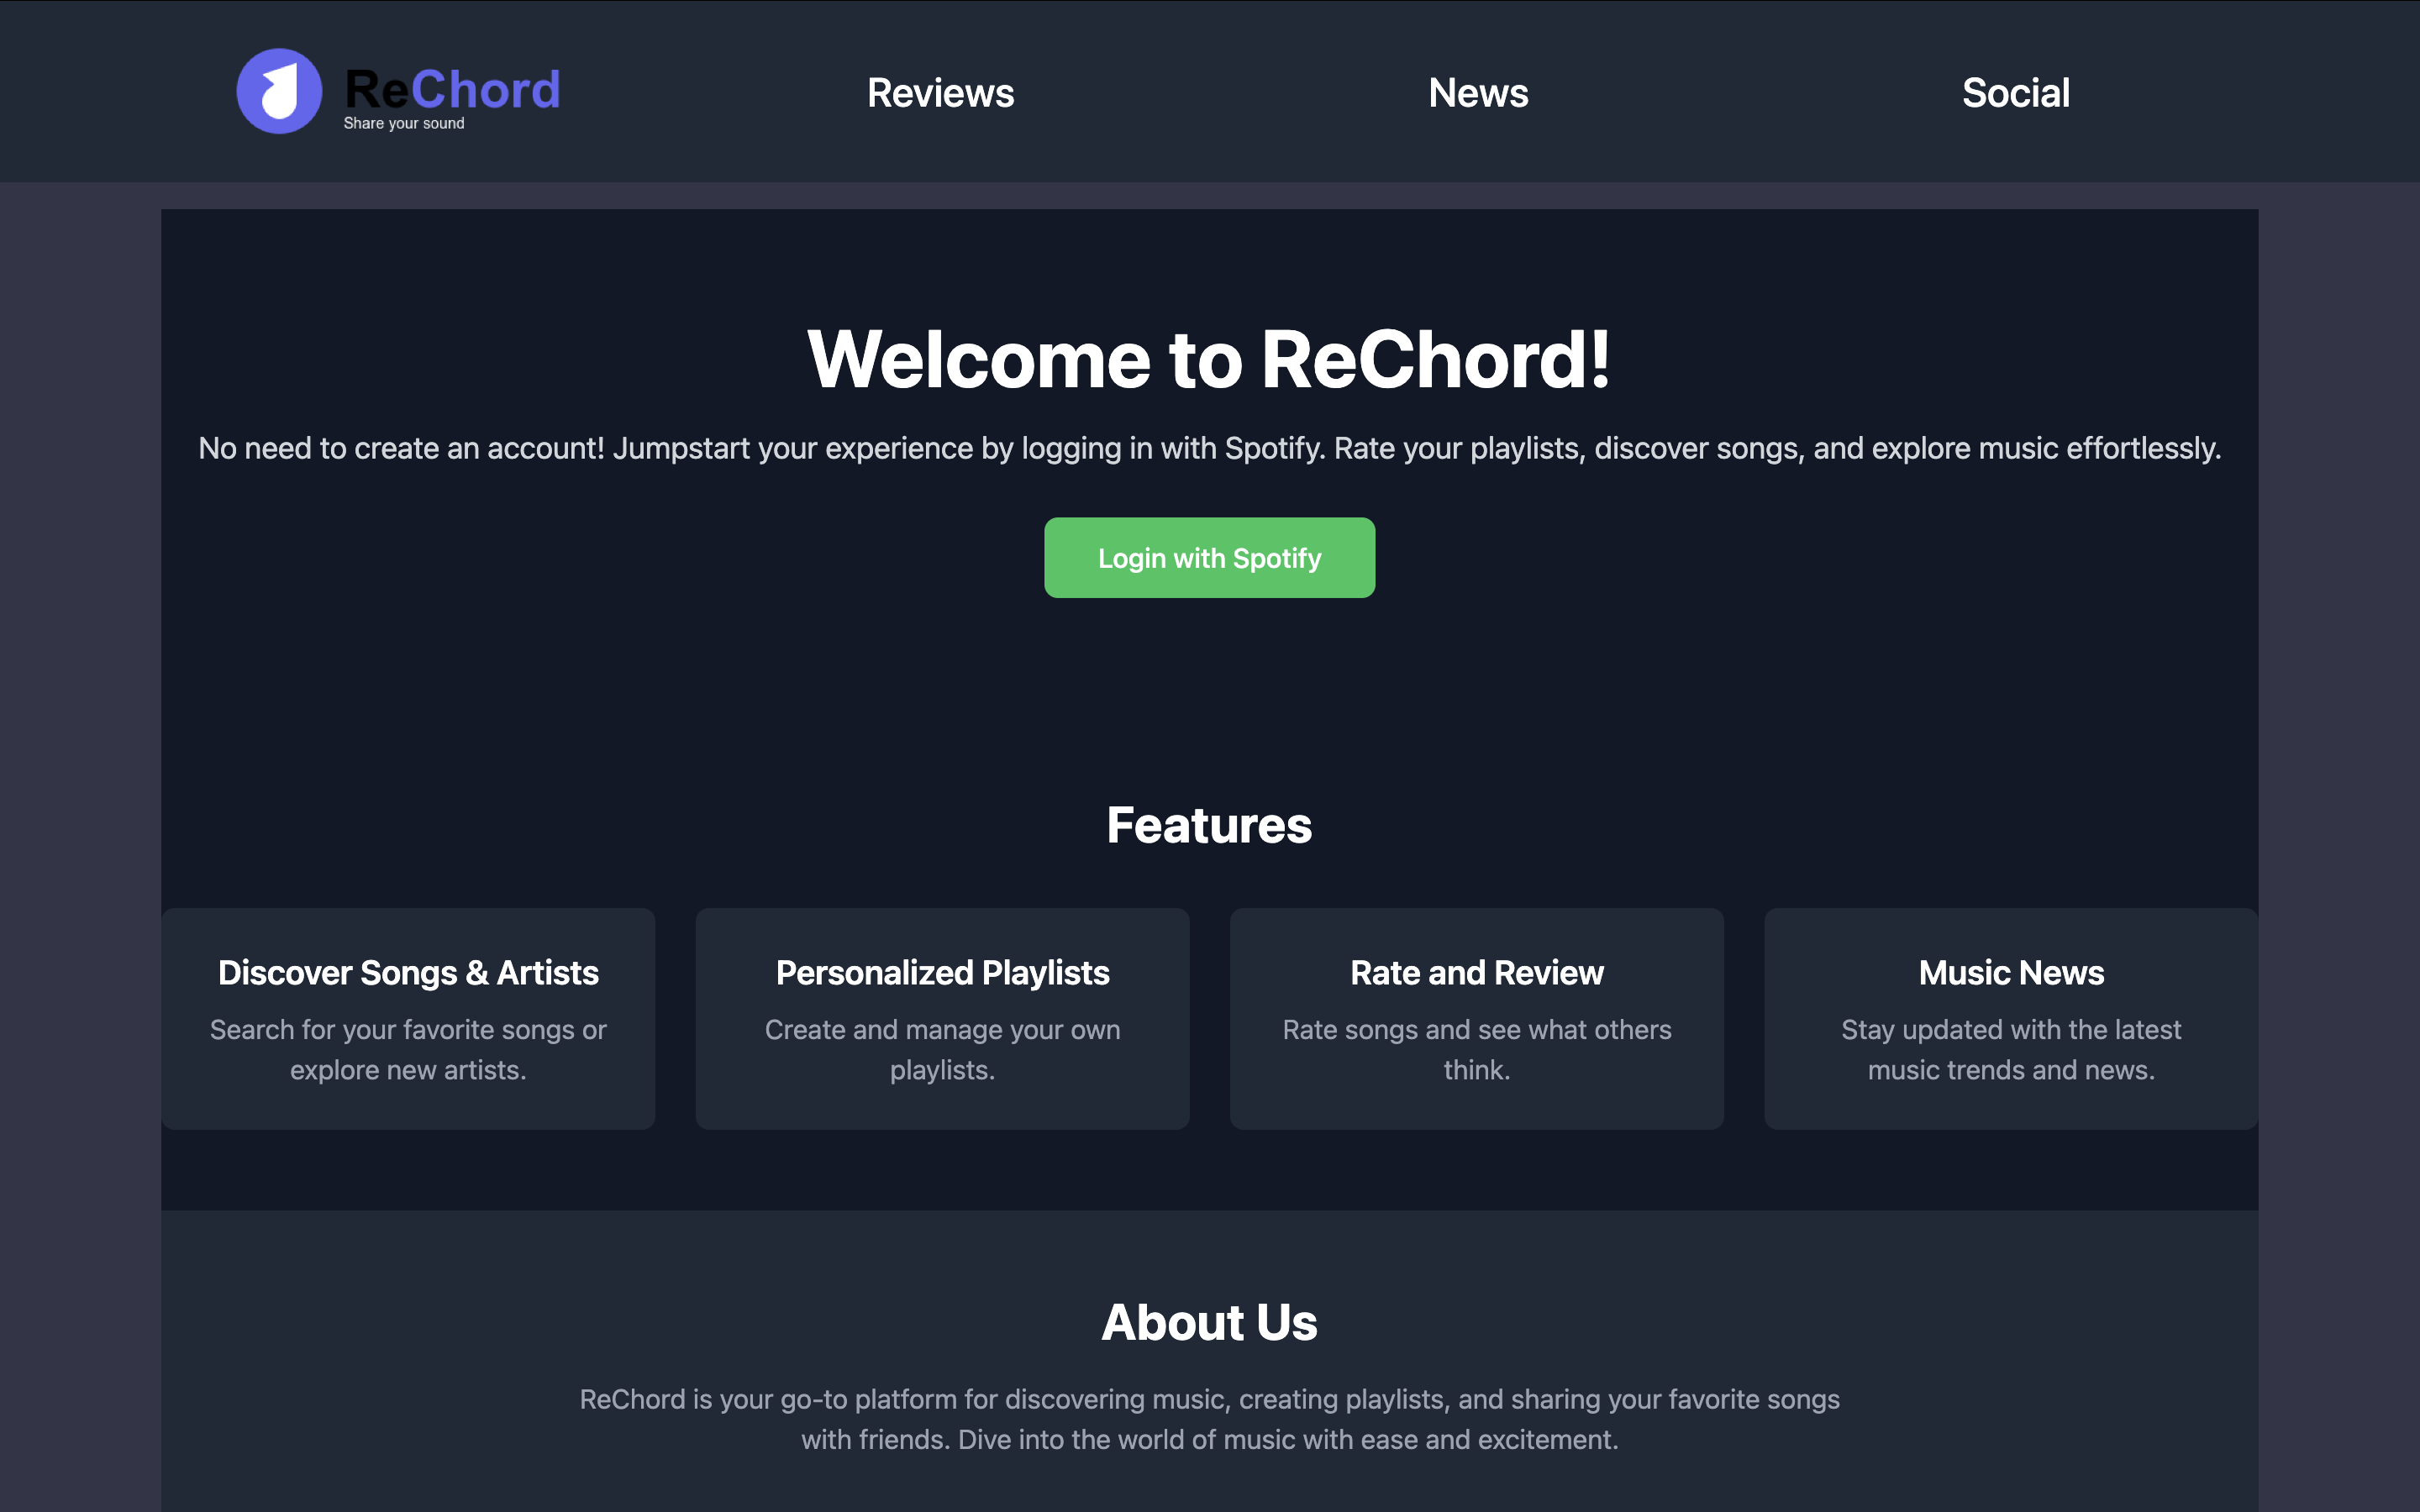 ReChord
Share your sound
Reviews
News
Social
Welcome to ReChord!
No need to create an account! Jumpstart your experience by logging in with Spotify. Rate your playlists, discover songs, and explore music effortlessly.
Login with Spotify
Features
Discover Songs & Artists
Search for your favorite songs or
explore new artists.
Personalized Playlists
Create and manage your own
playlists.
Rate and Review
Rate songs and see what others
think.
Music News
Stay updated with the latest
music trends and news.
About Us
ReChord is your go-to platform for discovering music, creating playlists, and sharing your favorite songs
with friends. Dive into the world of music with ease and excitement.